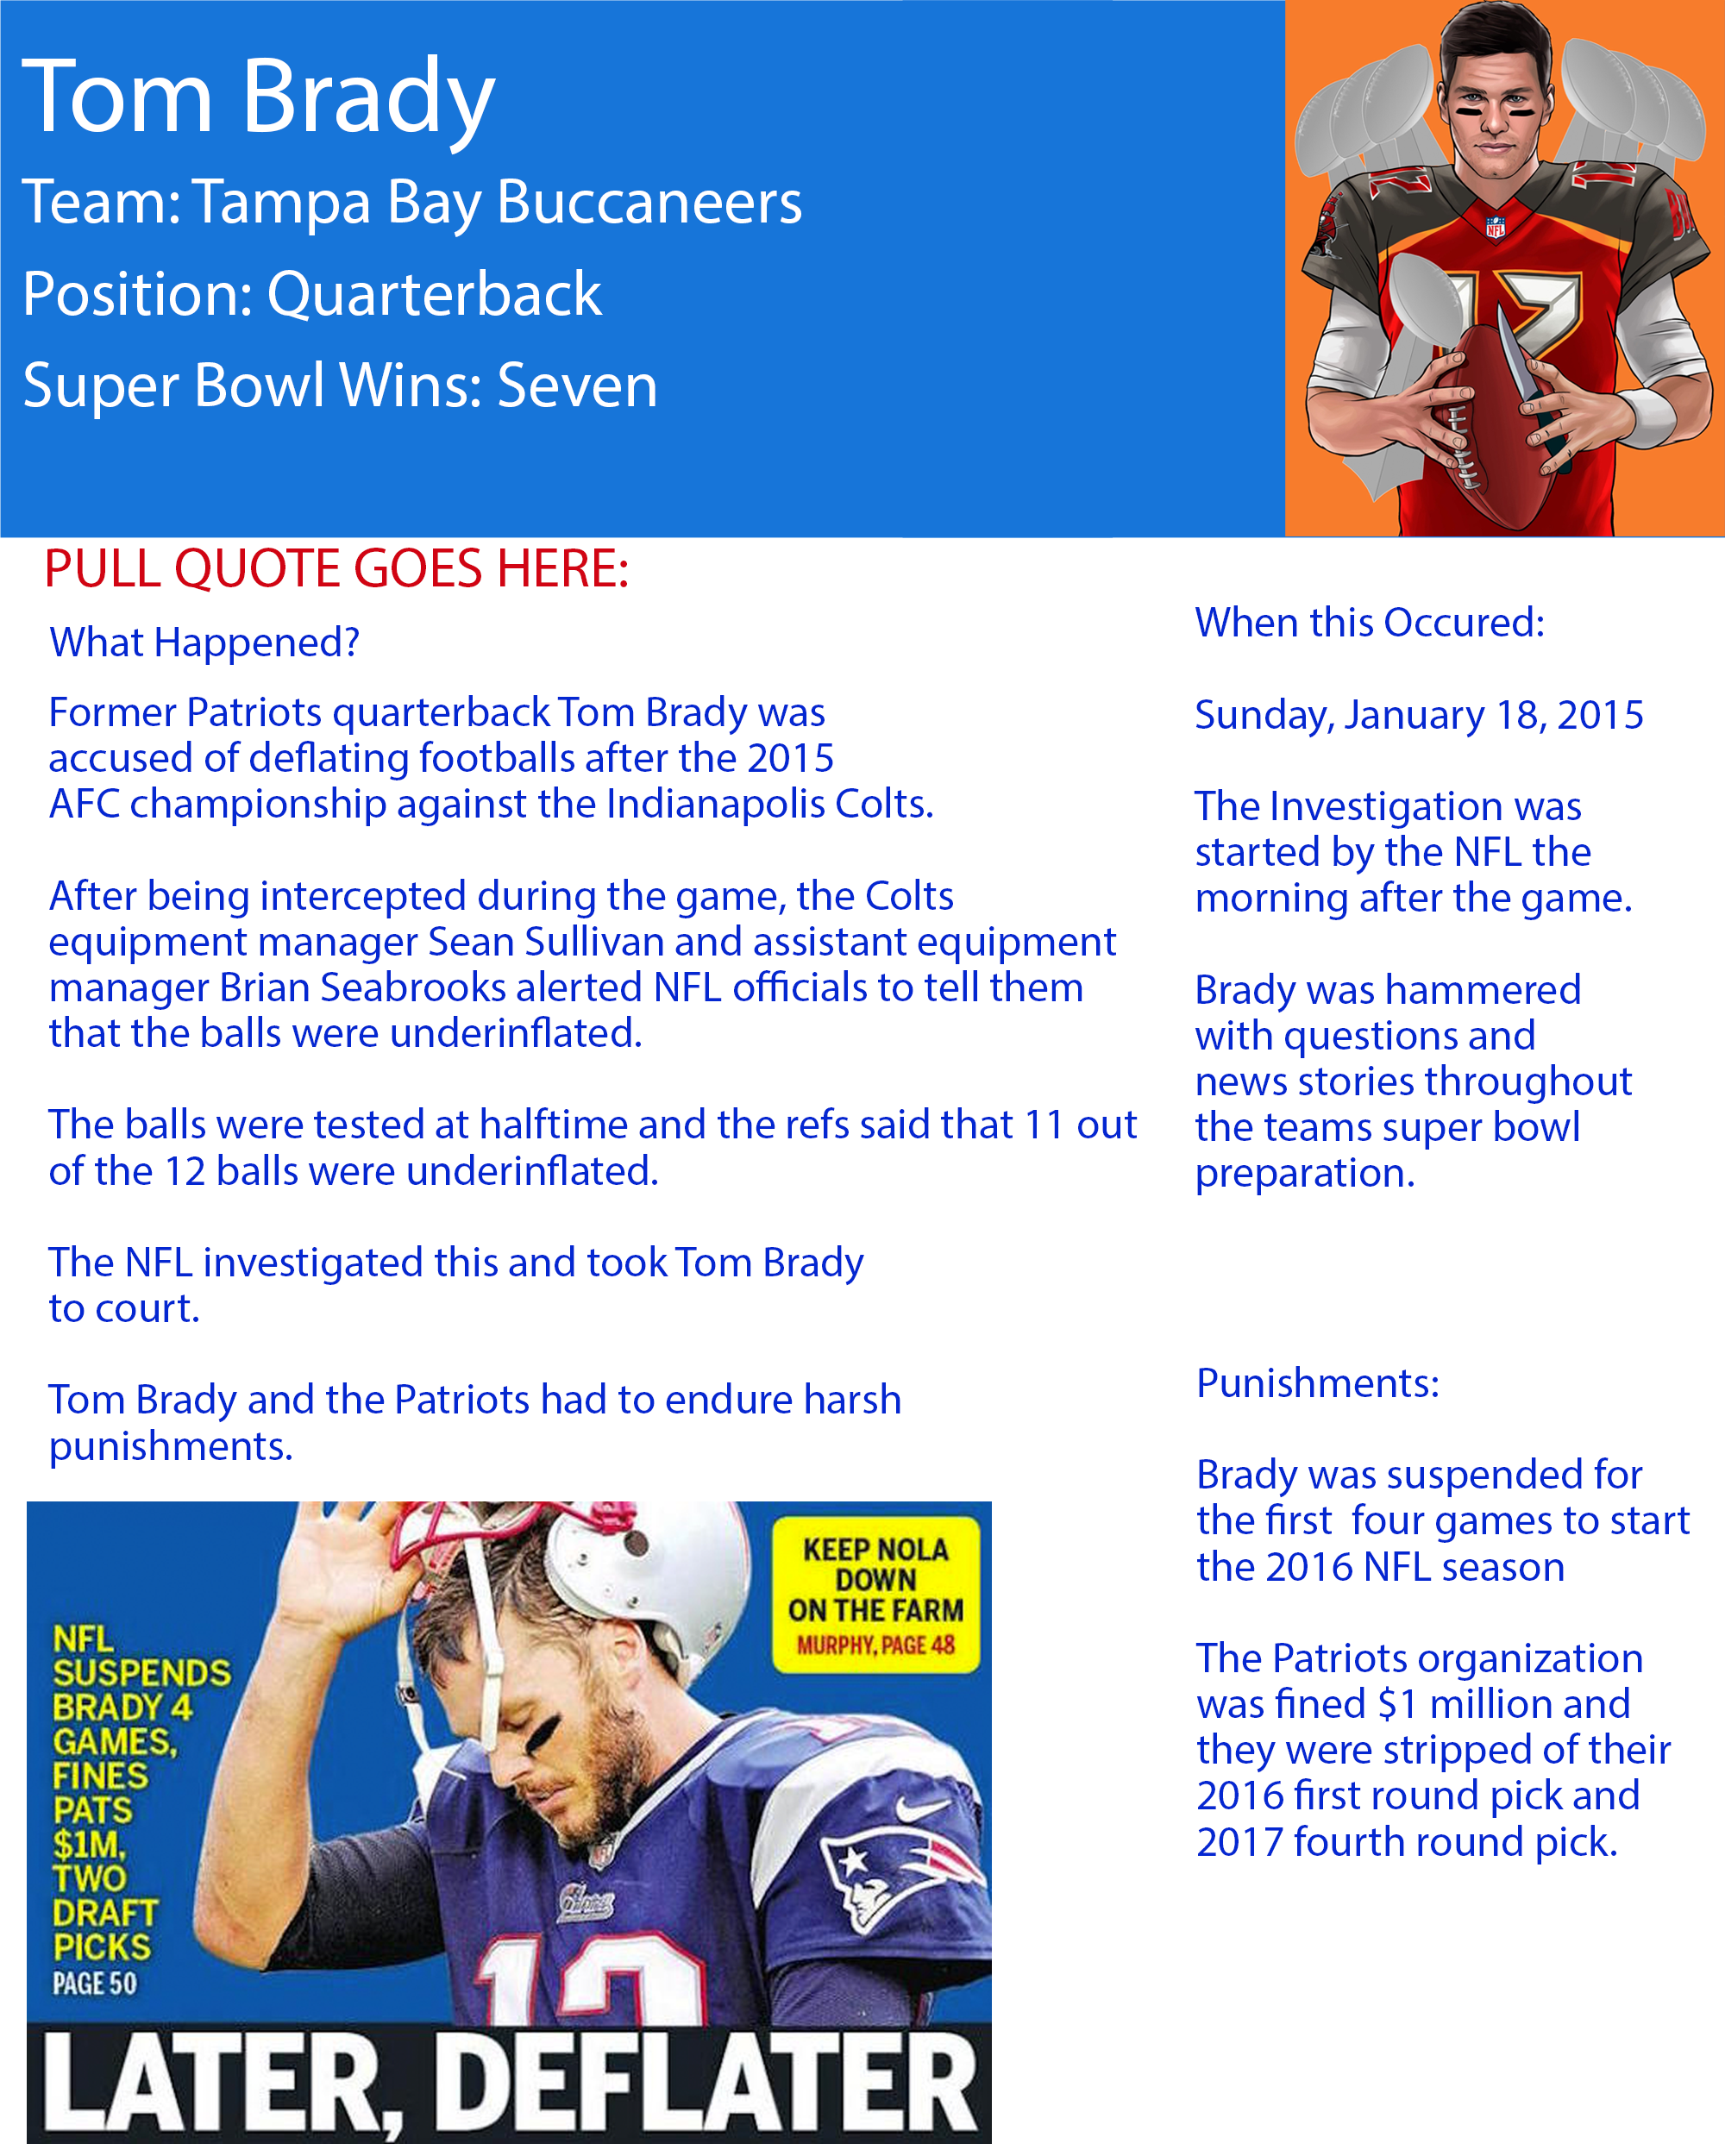 Tom Brady
Team: Tampa Bay Buccaneers
Position: Quarterback
Super Bowl Wins: Seven
NFL
12
PULL QUOTE GOES HERE:
What Happened?
Former Patriots quarterback Tom Brady was
accused of deflating footballs after the 2015
AFC championship against the Indianapolis Colts.
After being intercepted during the game, the Colts
equipment manager Sean Sullivan and assistant equipment
manager Brian Seabrooks alerted NFL officials to tell them
that the balls were underinflated.
The balls were tested at halftime and the refs said that 11 out
of the 12 balls were underinflated.
The NFL investigated this and took Tom Brady
to court.
Tom Brady and the Patriots had to endure harsh
punishments.
When this Occured:
Sunday, January 18, 2015
The Investigation was
started by the NFL the
morning after the game.
Brady was hammered
with questions and
news stories throughout
the teams super bowl
preparation.
Punishments:
Brady was suspended for
the first  four games to start
the 2016 NFL season
The Patriots organization
was fined $1 million and
they were stripped of their
2016 first round pick and
2017 fourth round pick.
KEEP NOLA
DOWN
ON THE FARM
MURPHY, PAGE 48
NFL
SUSPENDS
BRADY 4
GAMES,
FINES
PATS
$1M,
TWO
DRAFT
PICKS
PAGE 50
12
LATER, DEFLATER